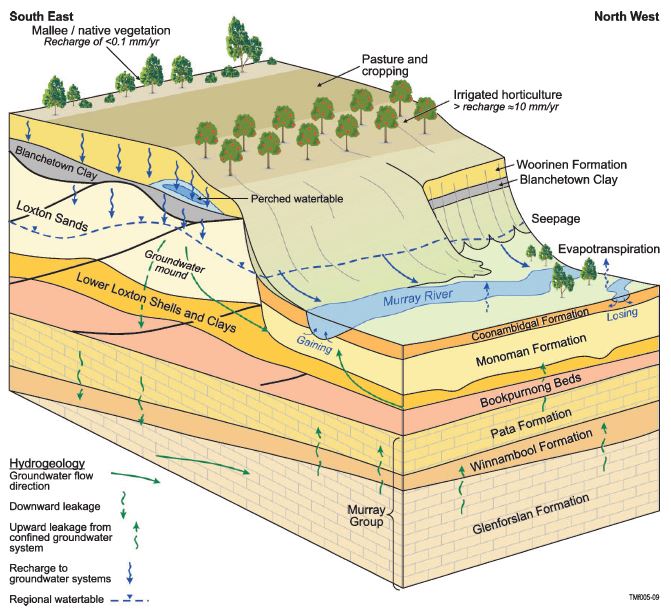 South East
North West
Mallee / native vegetation
Recharge of <0.1 mm/yr
Pasture and
cropping
Irrigated horticulture
> recharge ≈10 mm/yr
Woorinen Formation
Blanchetown Clay
Blanchetown Clay
Perched watertable
Seepage
Loxton Sands
Evapotranspiration
Groundwater
mound
Murray River
Lower Loxton Shells and Clays
Losing
Coonambidgal Formation
Gaining
Monoman Formation
Bookpurnong Beds
Pata Formation
Winnambool Formation
Hydrogeology
Groundwater flow
direction
Downward leakage
Upward leakage from
confined groundwater
system
Recharge to
groundwater systems
Regional watertable
Murray
Group
Glenforslan Formation
TMf005-09